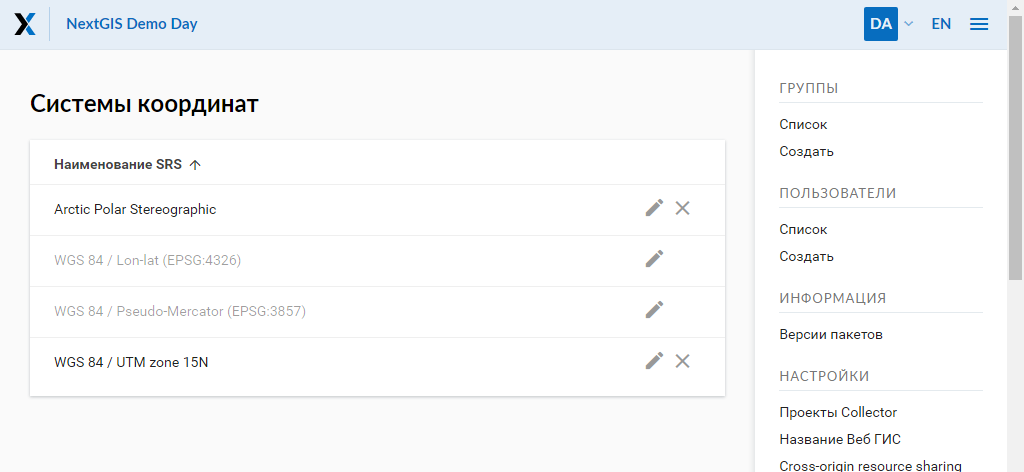 NextGIS Demo Day
DA
EN
Системы координат
Наименование SRS
Arctic Polar Stereographic
WGS 84 / Lon-lat (EPSG:4326)
WGS 84 / Pseudo-Mercator (EPSG:3857)
WGS 84 / UTM zone 15N
ГРУППЫ
Список
Создать
ПОЛЬЗОВАТЕЛИ
Список
Создать
ИНФОРМАЦИЯ
Версии пакетов
НАСТРОЙКИ
Проекты Collector
Название Веб ГИС
Cross-origin resource sharing